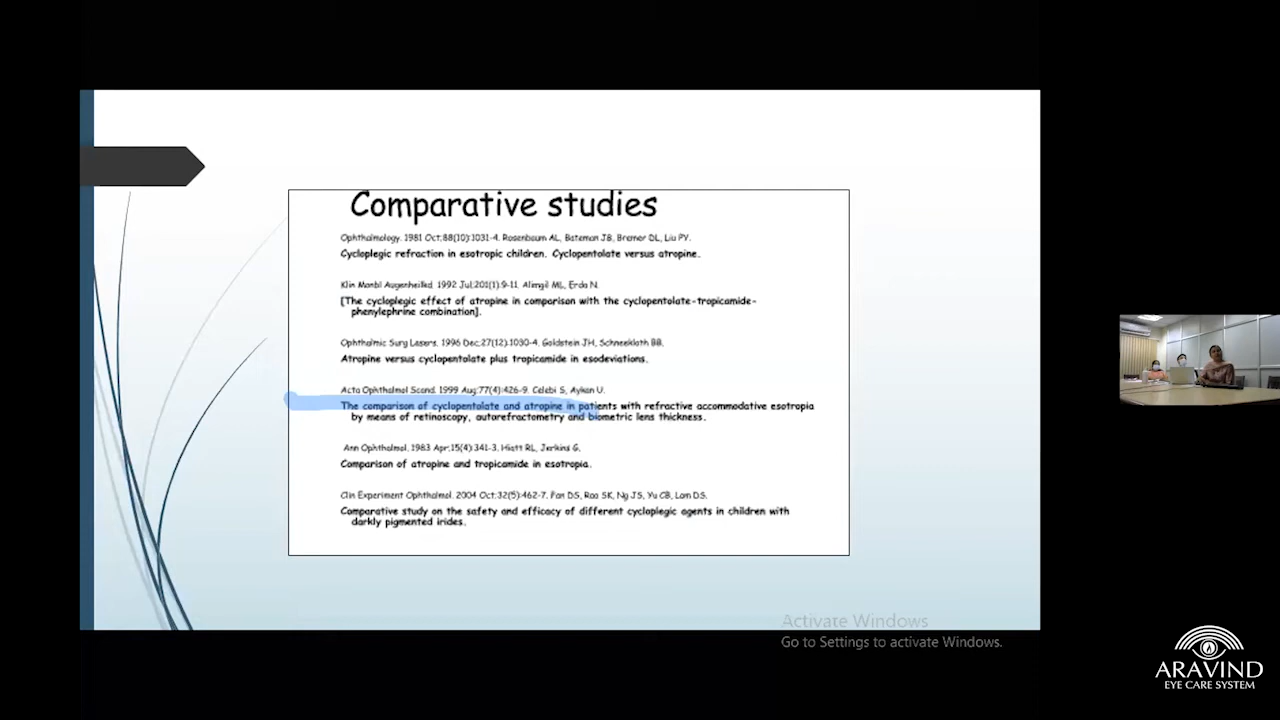 Comparative studies
Ophthalmology. 1981 Oct;88(10):1031-4. Rosenbaum AL, Bateman JB, Bremer DL, Liu PY.
Cycloplegic refraction in esotropic children. Cyclopentolate versus atropine.
Klin Monbl Augenheilkd. 1992 Jul;201(1):9-11. Alimgil ML, Erda N.
[The cycloplegic effect of atropine in comparison with the cyclopentolate-tropicamide-
phenylephrine combination].
Ophthalmic Surg Lasers. 1996 Dec;27(12):1030-4. Goldstein JH, Schneekloth BB.
Atropine versus cyclopentolate plus tropicamide in esodeviations.
Acta Ophthalmol Scand. 1999 Aug;77(4):426-9. Celebi S, Aykan U.
The comparison of cyclopentolate and atropine in patients with refractive accommodative esotropia
by means of retinoscopy, autorefractometry and biometric lens thickness.
Ann Ophthalmol. 1983 Apr;15(4):341-3. Hiatt RL, Jerkins G.
Comparison of atropine and tropicamide in esotropia.
Clin Experiment Ophthalmol. 2004 Oct;32(5):462-7. Fan DS, Rao SK, Ng JS, Yu CB, Lam DS.
Comparative study on the safety and efficacy of different cycloplegic agents in children with
darkly pigmented irides.
Activate Windows
Go to Settings to activate Windows.
ARAVIND
EYE CARE SYSTEM